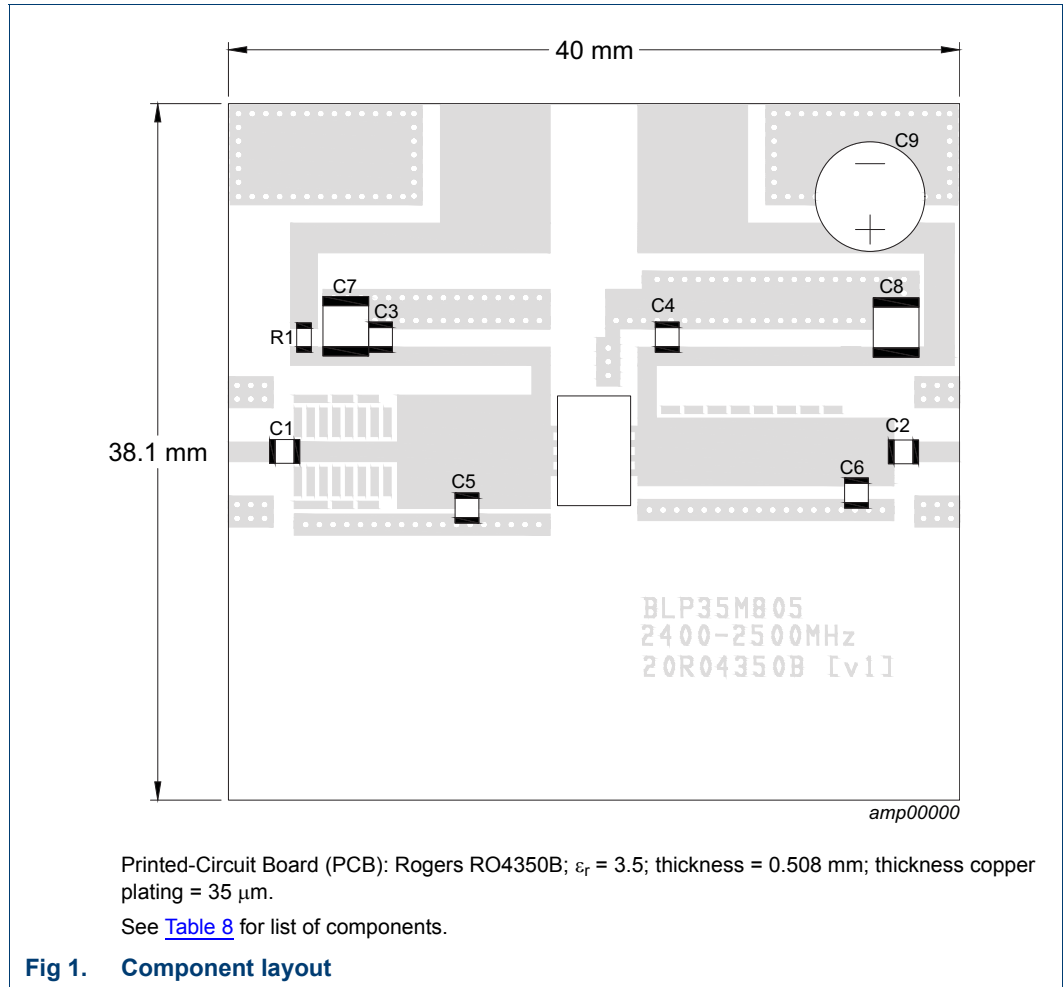 40 mm
C9
C7
C3
C4
C8
R1
C1
C2
38.1 mm
C5
C6
BLP35M805
2400-2500MHz
20RO4350B [v1]
amp00000
Printed-Circuit Board (PCB): Rogers RO4350B; εr = 3.5; thickness = 0.508 mm; thickness copper
plating = 35 μm.
See Table 8 for list of components.
Fig 1. Component layout